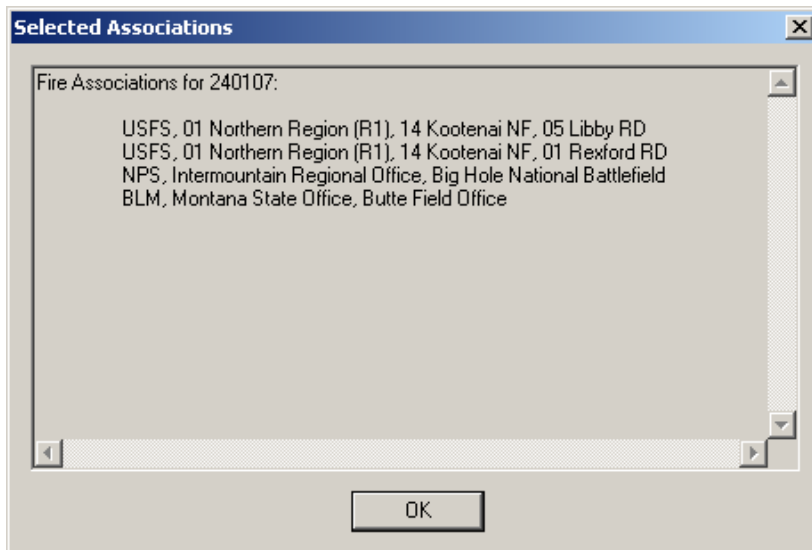 Selected Associations
Fire Associations for 240107:
USFS, 01 Northern Region (R1), 14 Kootenai NF, 05 Libby RD
USFS, 01 Northern Region (R1), 14 Kootenai NF, 01 Rexford RD
NPS, Intermountain Regional Office, Big Hole National Battlefield
BLM, Montana State Office, Butte Field Office
OK